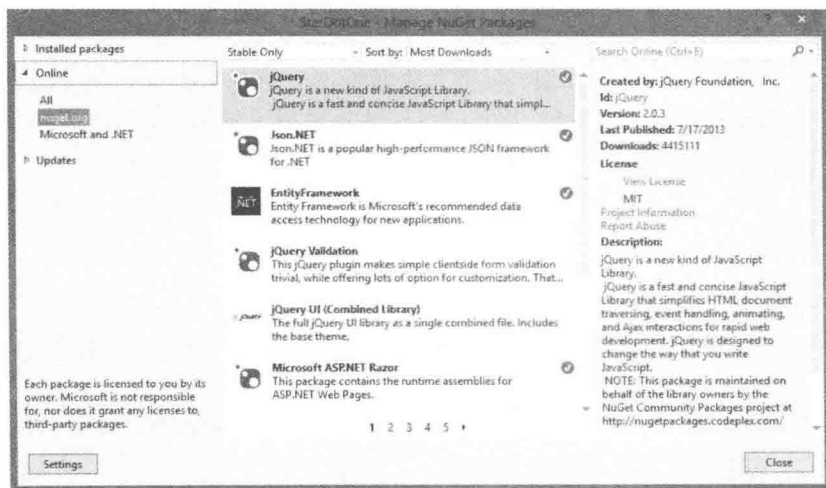 StarDotOne - Manage NuGet Packages
? ×
Installed packages
Online
All
nuget.org
Microsoft and .NET
Updates
Each package is licensed to you by its
owner. Microsoft is not responsible
for, nor does it grant any licenses to,
third-party packages.
Settings
Stable Only
Sort by: Most Downloads
jQuery
jQuery is a new kind of JavaScript Library.
jQuery is a fast and concise JavaScript Library that simpl...
Json.NET
Json.NET is a popular high-performance JSON framework
for .NET
.NET
EntityFramework
Entity Framework is Microsoft's recommended data
access technology for new applications.
jQuery Validation
This jQuery plugin makes simple clientside form validation
trivial, while offering lots of option for customization. That...
jQuery
jQuery UI (Combined Library)
The full jQuery UI library as a single combined file. Includes
the base theme.
Microsoft ASP.NET Razor
This package contains the runtime assemblies for
ASP.NET Web Pages.
1 2 3 4 5
Search Online (Ctrl+E)
Created by: jQuery Foundation, Inc.
Id: jQuery
Version: 2.0.3
Last Published: 7/17/2013
Downloads: 4415111
License
View License
MIT
Project Information
Report Abuse
Description:
jQuery is a new kind of JavaScript
Library.
jQuery is a fast and concise JavaScript
Library that simplifies HTML document
traversing, event handling, animating,
and Ajax interactions for rapid web
development. jQuery is designed to
change the way that you write
JavaScript.
NOTE: This package is maintained on
behalf of the library owners by the
NuGet Community Packages project at
http://nugetpackages.codeplex.com/
Close